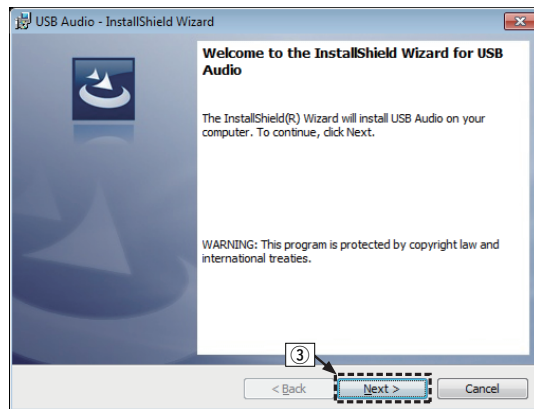 USB Audio - InstallShield Wizard
Welcome to the InstallShield Wizard for USB
Audio
The InstallShield(R) Wizard will install USB Audio on your
computer. To continue, click Next.
WARNING: This program is protected by copyright law and
international treaties.
③
< Back Next > Cancel